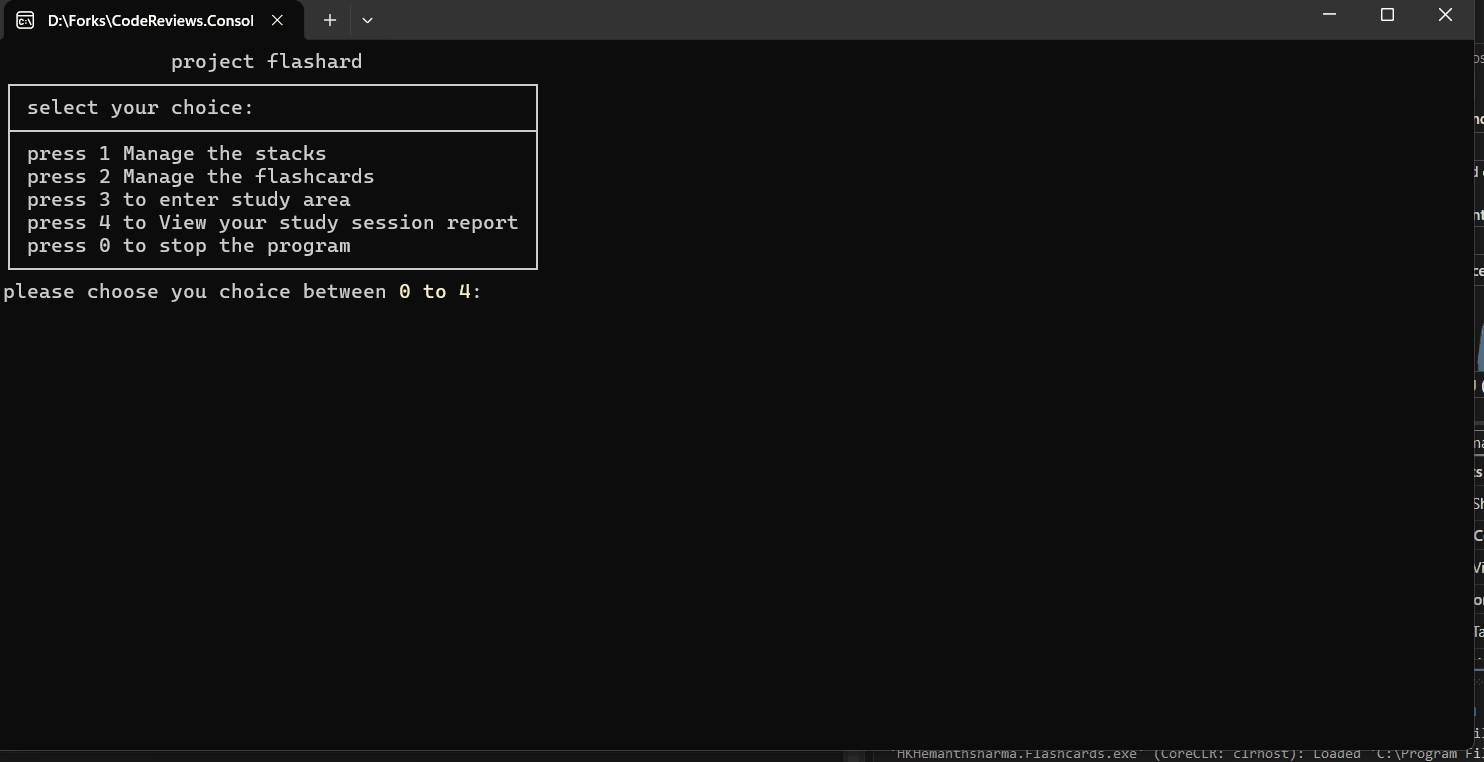 D:\Forks\CodeReviews.Consol
project flashard
select your choice:
press 1 Manage the stacks
press 2 Manage the flashcards
press 3 to enter study area
press 4 to View your study session report
press 0 to stop the program
please choose you choice between 0 to 4:
'HKHemanthsharma.Flashcards.exe' (CoreCLR: clrhost): Loaded 'C:\Program Fil